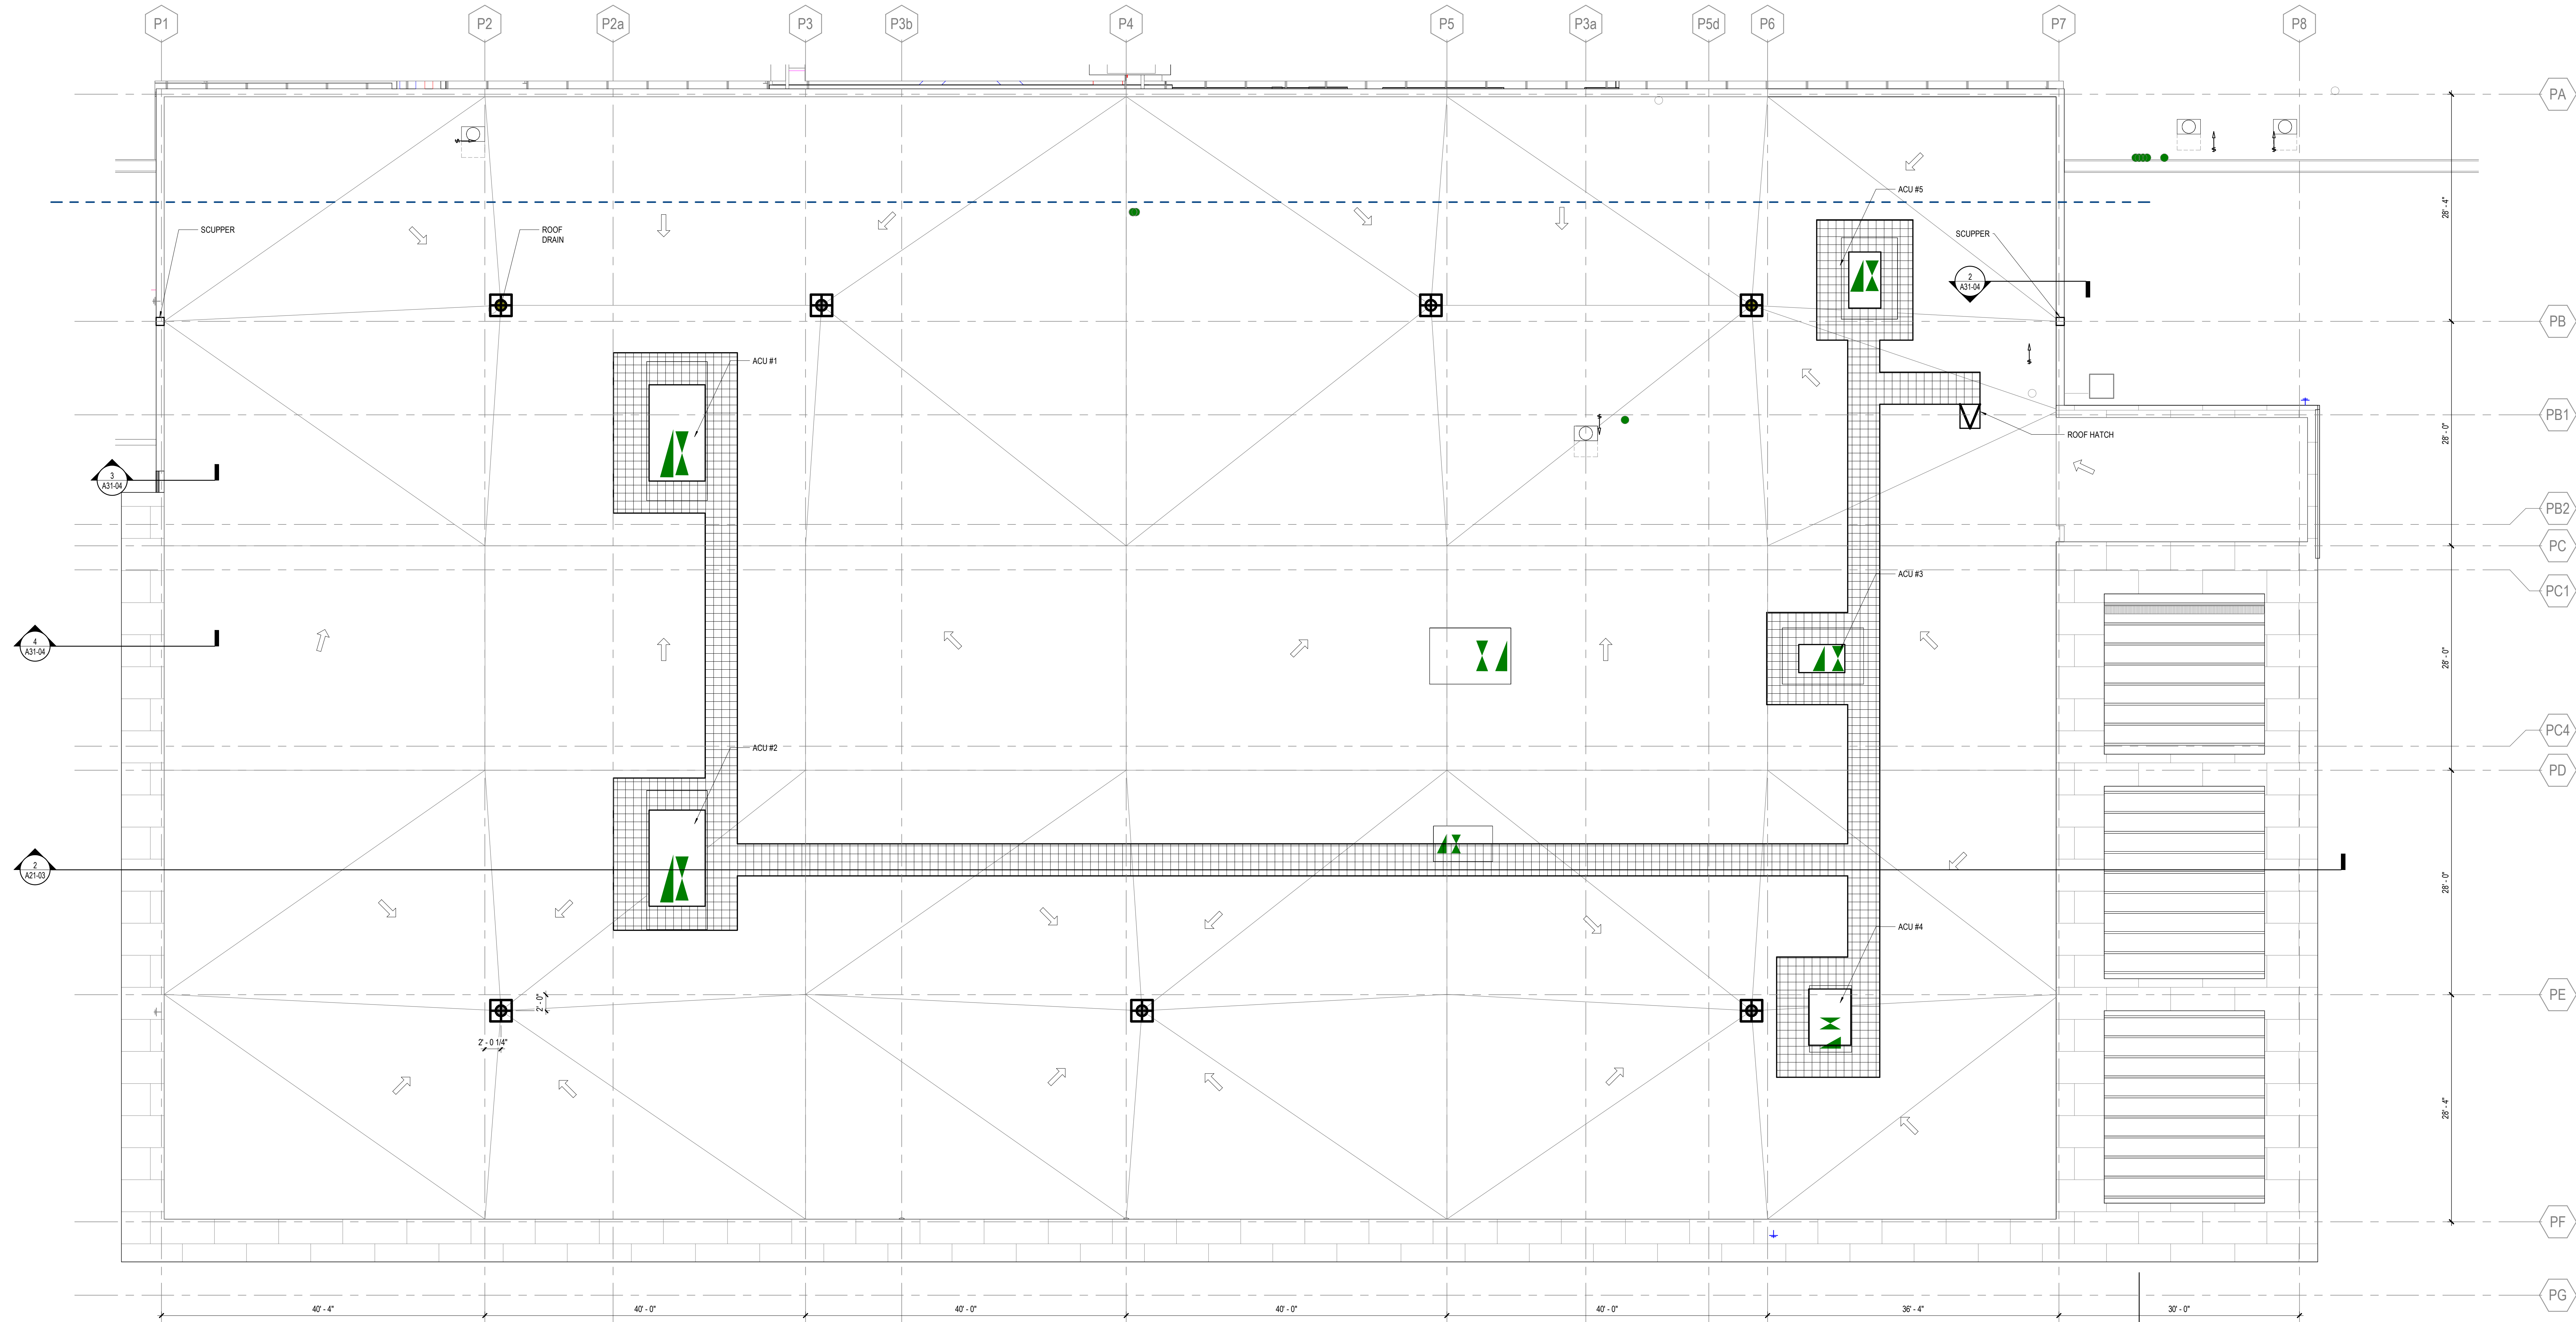 P1
P2
P2a
P3
P3b
P4
P5
P3a
P5d
P6
P7
P8
PA
ACU #5
28' - 4"
SCUPPER
ROOF
DRAIN
SCUPPER
2
A31-04
PB
S
S
S
S
S
ACU #1
PB1
ROOF HATCH
28' - 0"
3
A31-04
PB2
PC
ACU #3
PC1
4
A31-04
28' - 0"
PC4
ACU #2
PD
2
A21-03
28' - 0"
ACU #4
PE
2' - 0"
2' - 0 1/4"
28' - 4"
PF
PG
40' - 4"
40' - 0"
40' - 0"
40' - 0"
40' - 0"
36' - 4"
30' - 0"